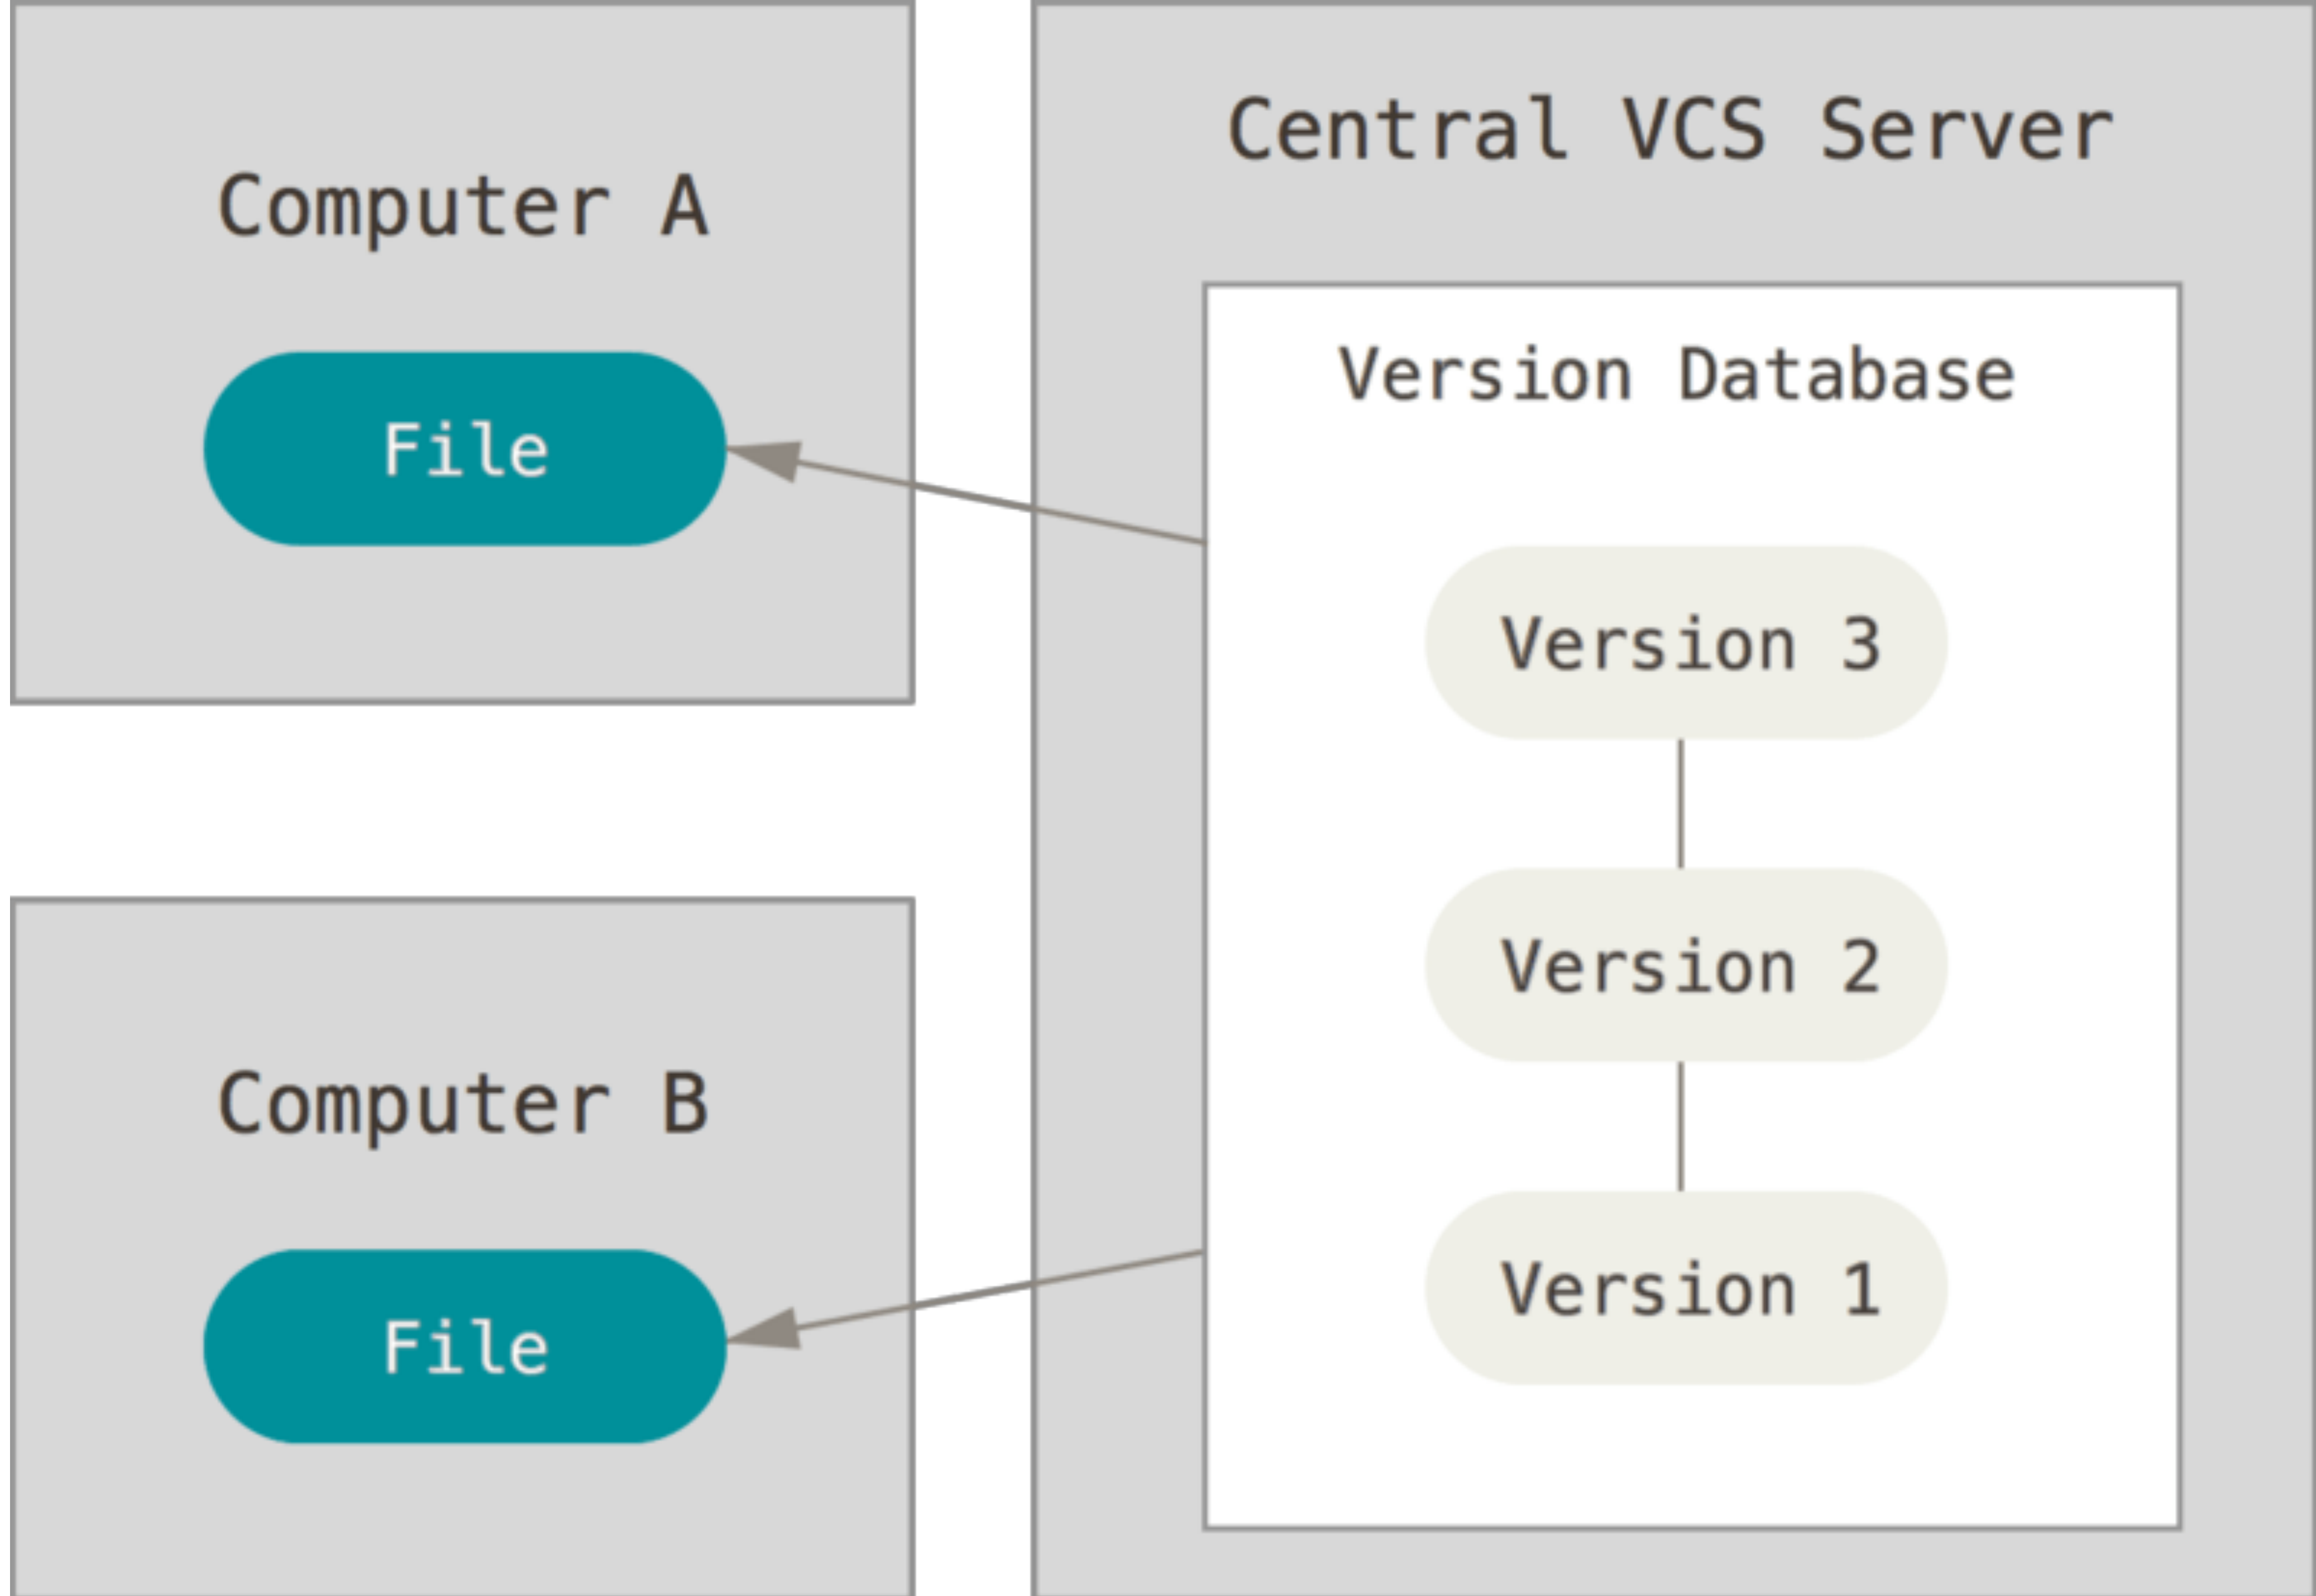 Computer A
File
Computer B
File
Central VCS Server
Version Database
Version 3
Version 2
Version 1